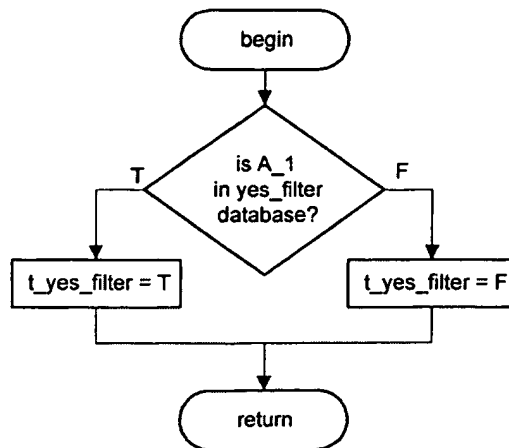 begin
is A_1
in yes_filter
database?
T
F
t_yes_filter = T
t_yes_filter = F
return